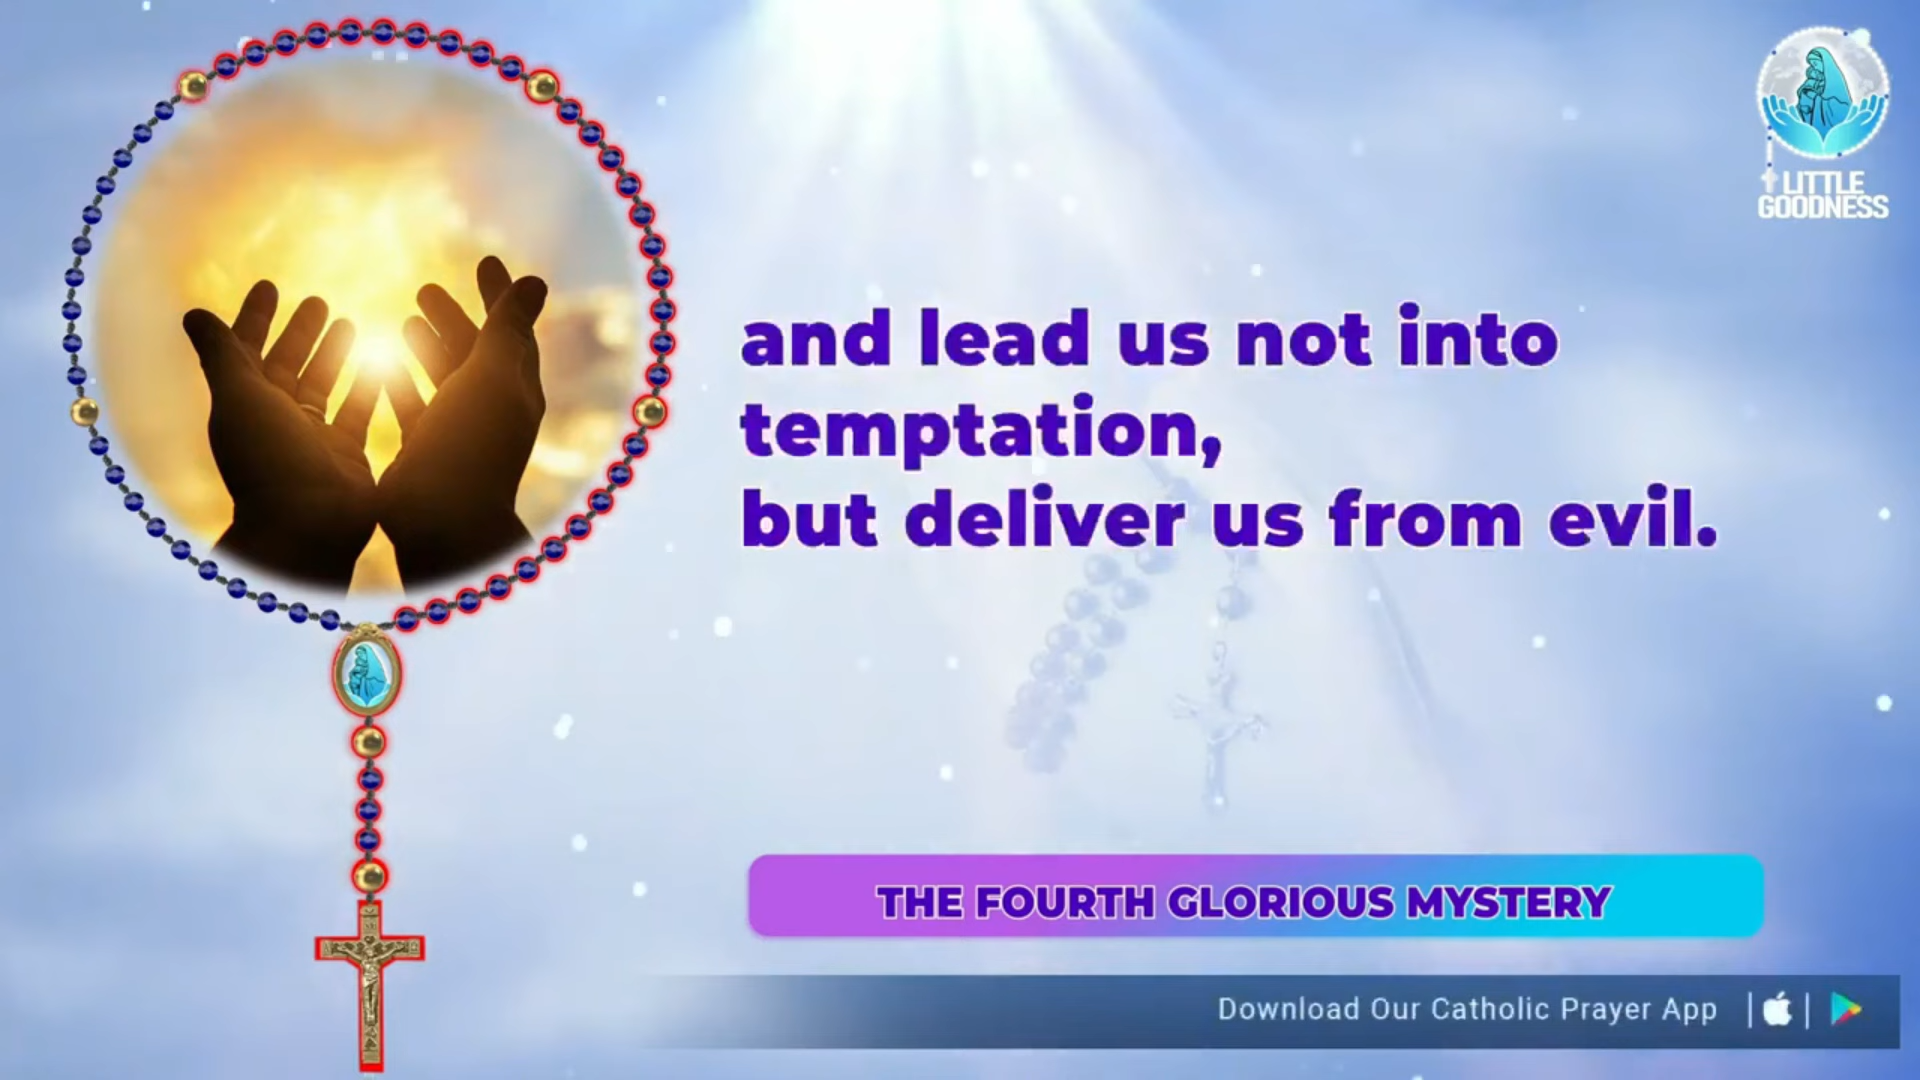 LITTLE
GOODNESS
and lead us not into
temptation,
but deliver us from evil.
THE FOURTH GLORIOUS MYSTERY
Download Our Catholic Prayer App